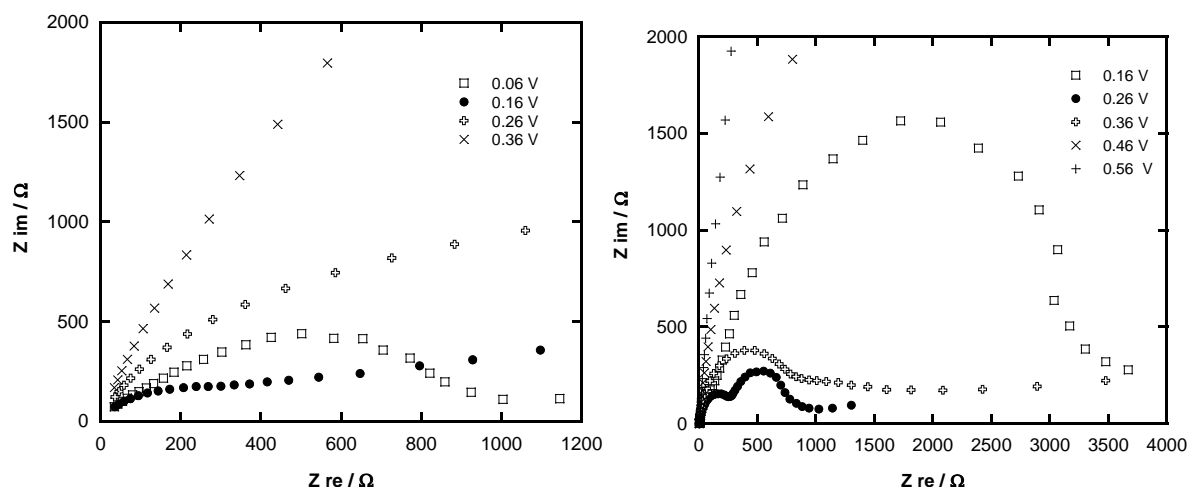 2000
1500
1000
500
0
0 200 400 600 800 1000 1200
Z im / Ω
Z re / Ω
0.06 V
0.16 V
0.26 V
0.36 V
2000
1500
1000
500
0
0 500 1000 1500 2000 2500 3000 3500 4000
Z im / Ω
Z re / Ω
0.16 V
0.26 V
0.36 V
0.46 V
0.56 V